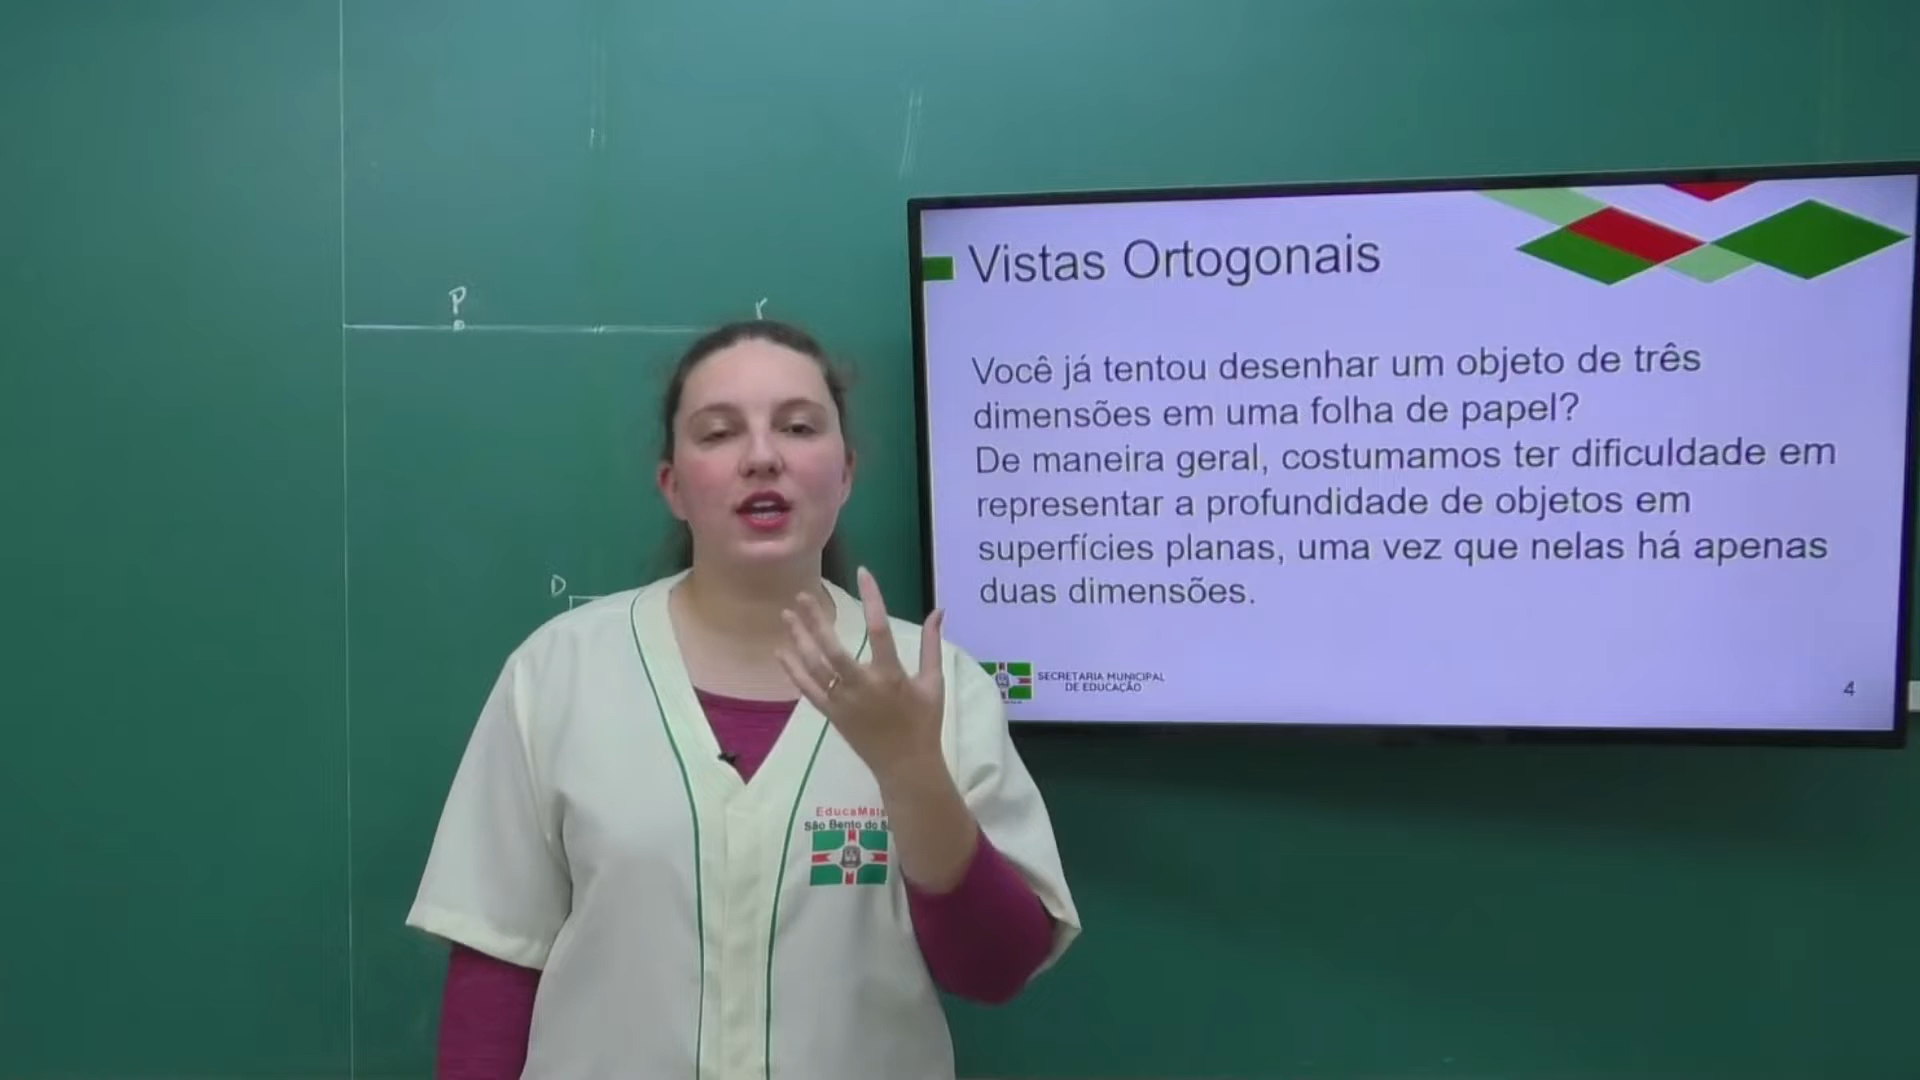 P
r
D
Vistas Ortogonais
Você já tentou desenhar um objeto de três
dimensões em uma folha de papel?
De maneira geral, costumamos ter dificuldade em
representar a profundidade de objetos em
superfícies planas, uma vez que nelas há apenas
duas dimensões.
SECRETARIA MUNICIPAL
DE EDUCAÇÃO
4
EducaMais
São Bento do